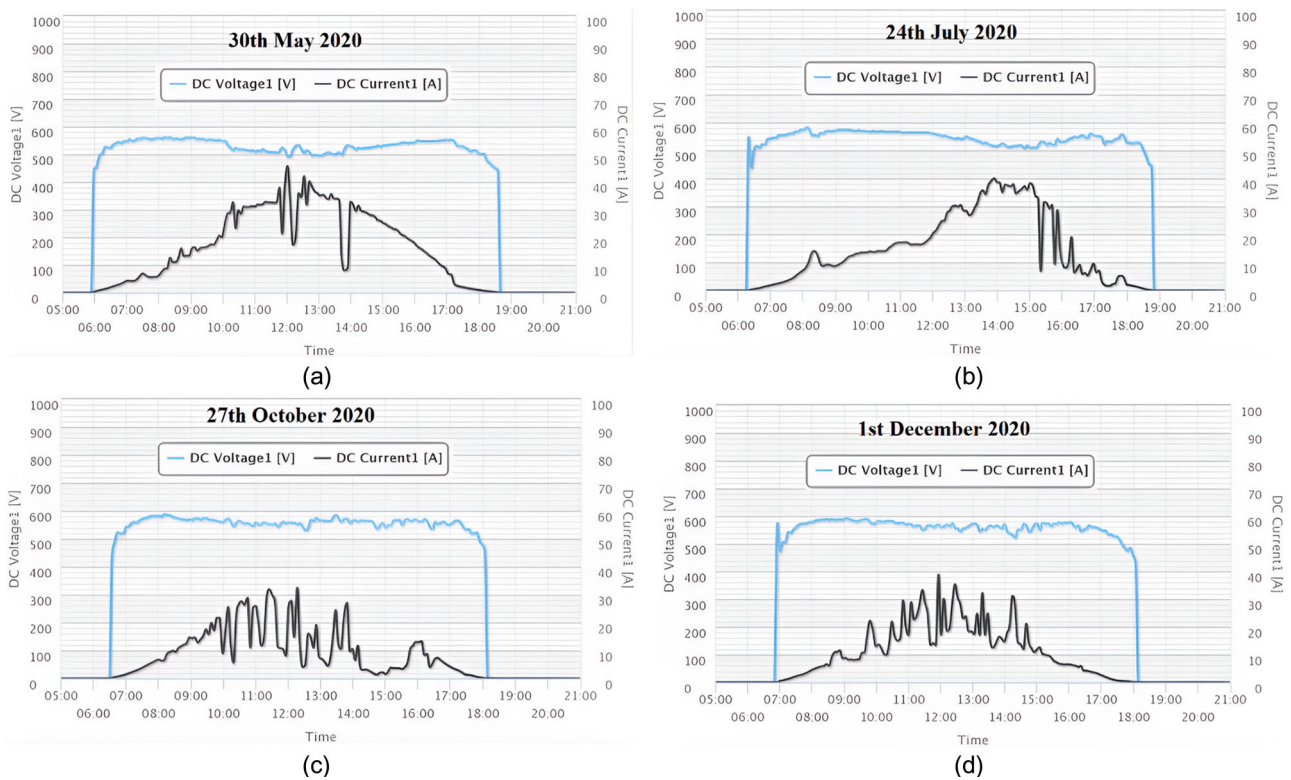 30th May 2020
DC Voltage1 [V] DC Current1 [A]
1000 100
900 90
800 80
700 70
600 60
500 50
400 40
300 30
200 20
100 10
0 0
DC Voltage1 [V]
DC Current1 [A]
05:00 07:00 09:00 11:00 13:00 15:00 17:00 19:00 21:00
06:00 08:00 10:00 12:00 14:00 16:00 18:00 20:00
Time
(a)
24th July 2020
DC Voltage1 [V] DC Current1 [A]
1000 100
900 90
800 80
700 70
600 60
500 50
400 40
300 30
200 20
100 10
0 0
DC Voltage1 [V]
DC Current1 [A]
05:00 07:00 09:00 11:00 13:00 15:00 17:00 19:00 21:00
06:00 08:00 10:00 12:00 14:00 16:00 18:00 20:00
Time
(b)
27th October 2020
DC Voltage1 [V] DC Current1 [A]
1000 100
900 90
800 80
700 70
600 60
500 50
400 40
300 30
200 20
100 10
0 0
DC Voltage1 [V]
DC Current1 [A]
05:00 07:00 09:00 11:00 13:00 15:00 17:00 19:00 21:00
06:00 08:00 10:00 12:00 14:00 16:00 18:00 20:00
Time
(c)
1st December 2020
DC Voltage1 [V] DC Current1 [A]
1000 100
900 90
800 80
700 70
600 60
500 50
400 40
300 30
200 20
100 10
0 0
DC Voltage1 [V]
DC Current1 [A]
05:00 07:00 09:00 11:00 13:00 15:00 17:00 19:00 21:00
06:00 08:00 10:00 12:00 14:00 16:00 18:00 20:00
Time
(d)